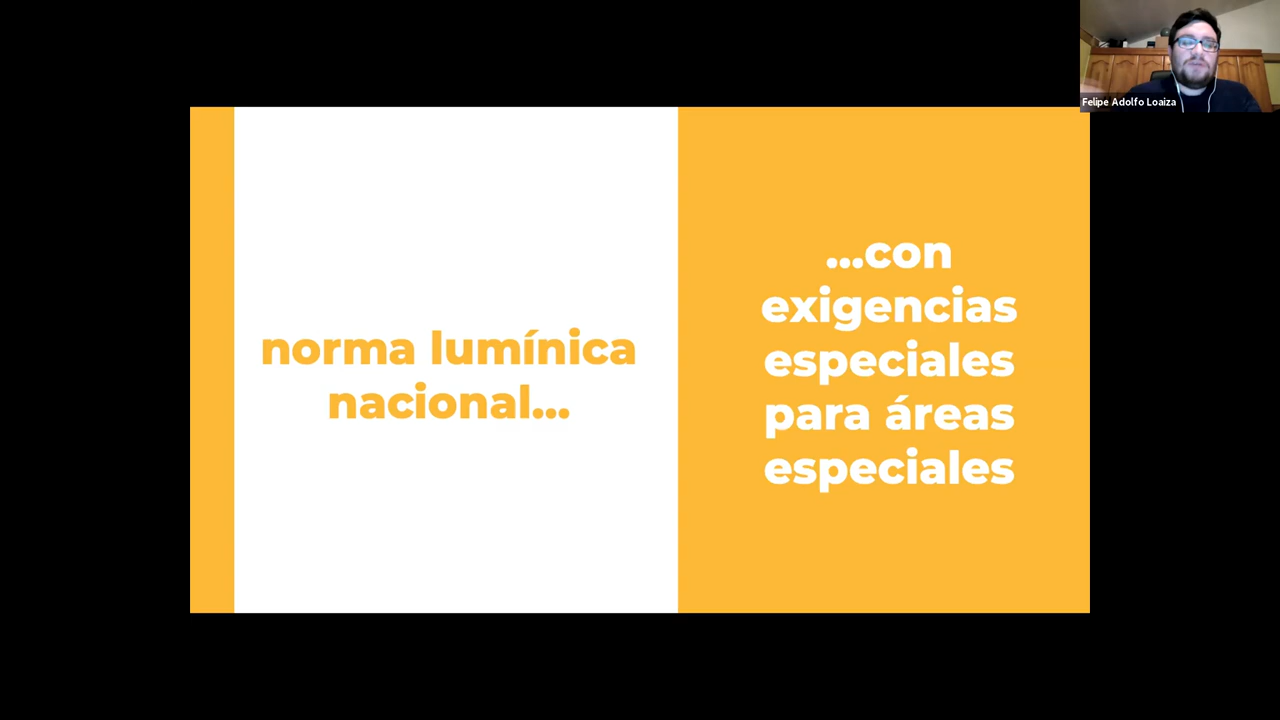 norma lumínica
nacional...
...con
exigencias
especiales
para áreas
especiales
Felipe Adolfo Loaiza